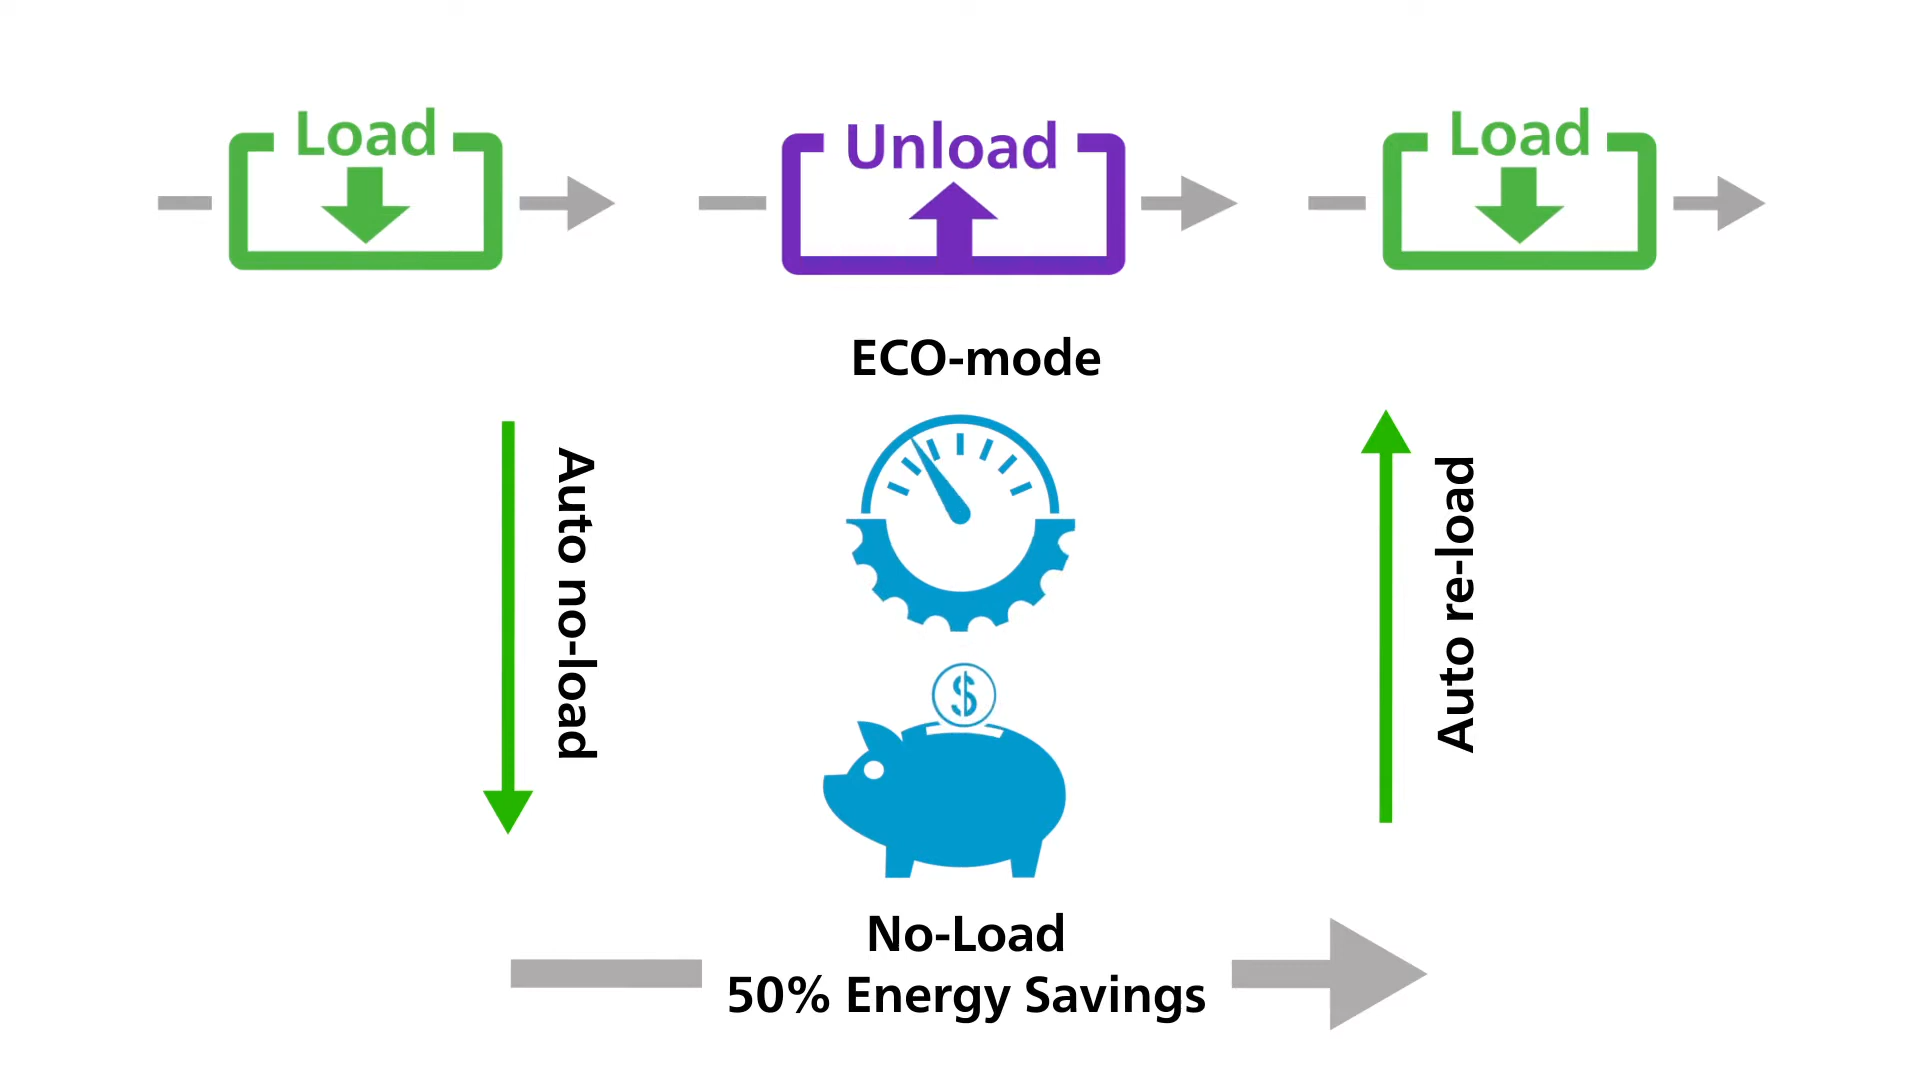 Load
Unload
Load
ECO-mode
Auto no-load
Auto re-load
$
No-Load
50% Energy Savings